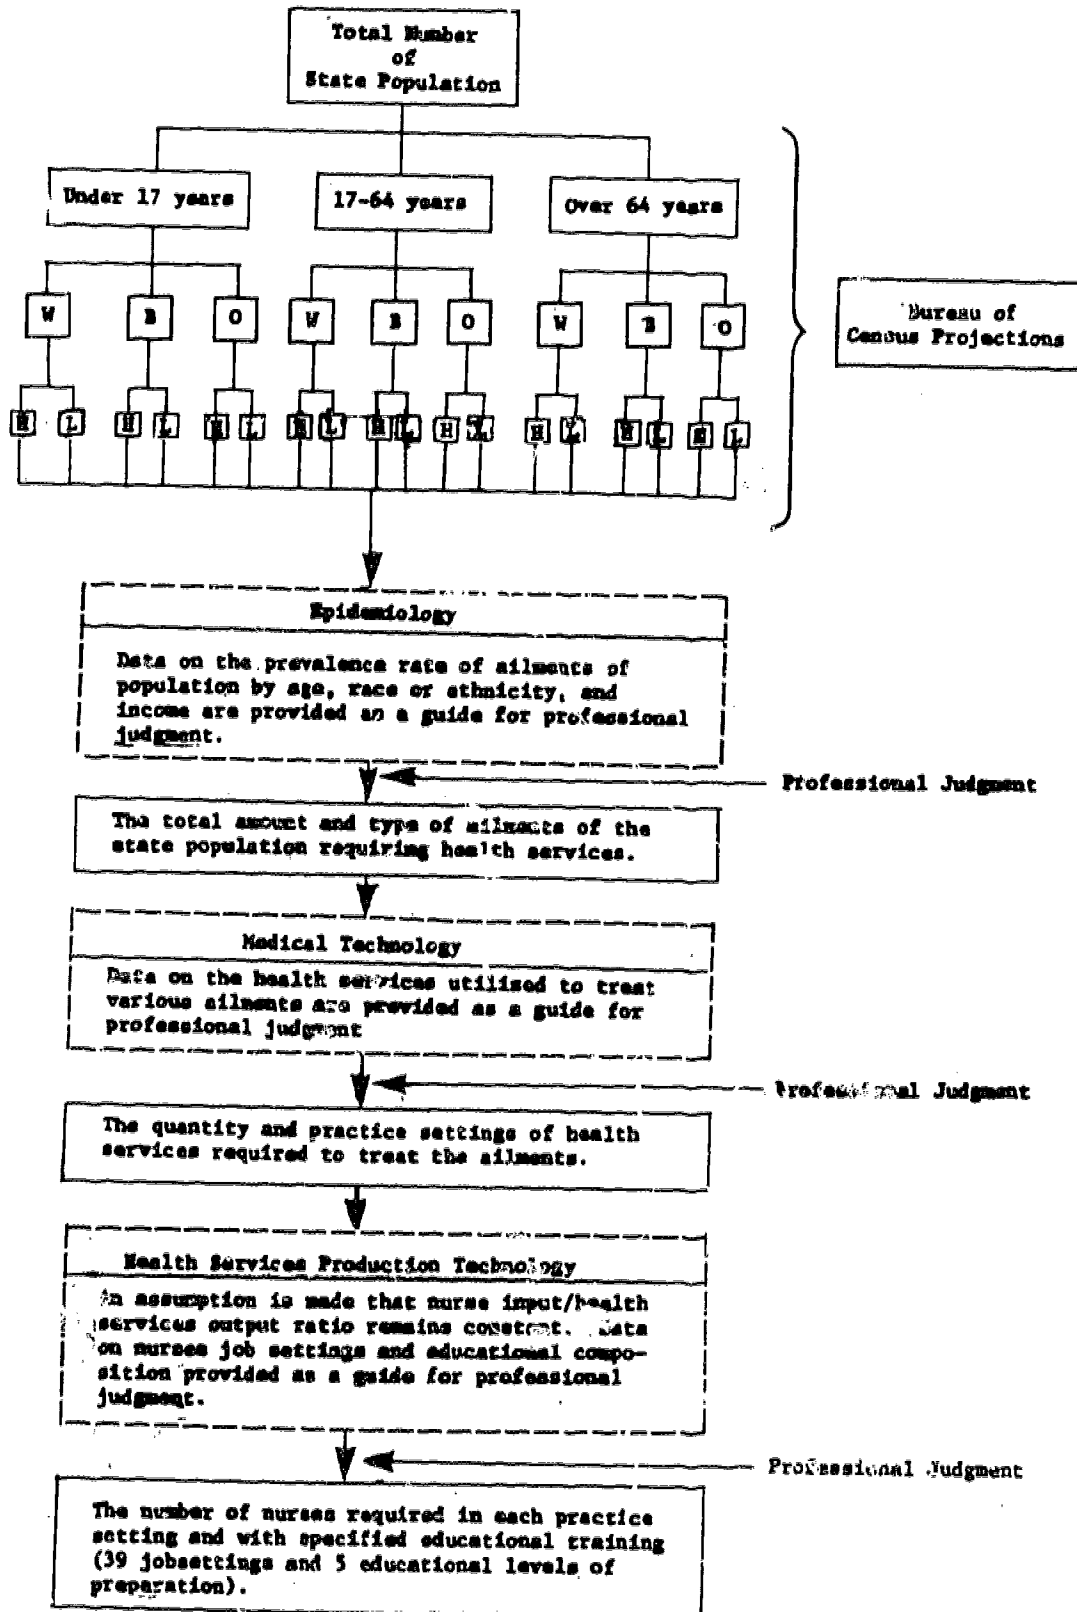 Total Number
of
State Population
Under 17 years
17-64 years
Over 64 years
W
B
O
W
B
O
W
B
O
Bureau of
Census Projections
H
L
H
L
H
L
H
L
H
L
H
L
H
L
H
L
H
L
Epidemiology
Data on the prevalence rate of ailments of
population by age, race or ethnicity, and
income are provided as a guide for professional
judgment.
Professional Judgment
The total amount and type of ailments of the
state population requiring health services.
Medical Technology
Data on the health services utilized to treat
various ailments are provided as a guide for
professional judgment
Professional Judgment
The quantity and practice settings of health
services required to treat the ailments.
Health Services Production Technology
An assumption is made that nurse input/health
services output ratio remains constant. Data
on nurses job settings and educational compo-
sition provided as a guide for professional
judgment.
Professional Judgment
The number of nurses required in each practice
setting and with specified educational training
(39 jobsettings and 5 educational levels of
preparation).